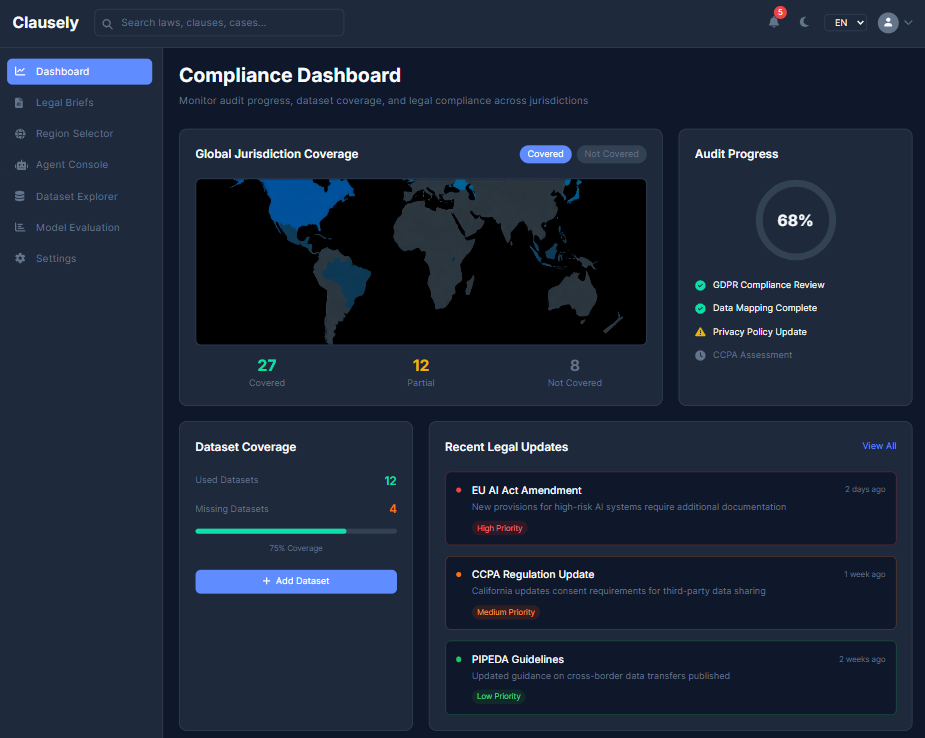 Clausely
Search laws, clauses, cases...
5
EN
Dashboard
Legal Briefs
Region Selector
Agent Console
Dataset Explorer
Model Evaluation
Settings
Compliance Dashboard
Monitor audit progress, dataset coverage, and legal compliance across jurisdictions
Global Jurisdiction Coverage
Covered
Not Covered
27
Covered
12
Partial
8
Not Covered
Audit Progress
68%
GDPR Compliance Review
Data Mapping Complete
Privacy Policy Update
CCPA Assessment
Dataset Coverage
Used Datasets 12
Missing Datasets 4
75% Coverage
+ Add Dataset
Recent Legal Updates
View All
EU AI Act Amendment
2 days ago
New provisions for high-risk AI systems require additional documentation
High Priority
CCPA Regulation Update
1 week ago
California updates consent requirements for third-party data sharing
Medium Priority
PIPEDA Guidelines
2 weeks ago
Updated guidance on cross-border data transfers published
Low Priority